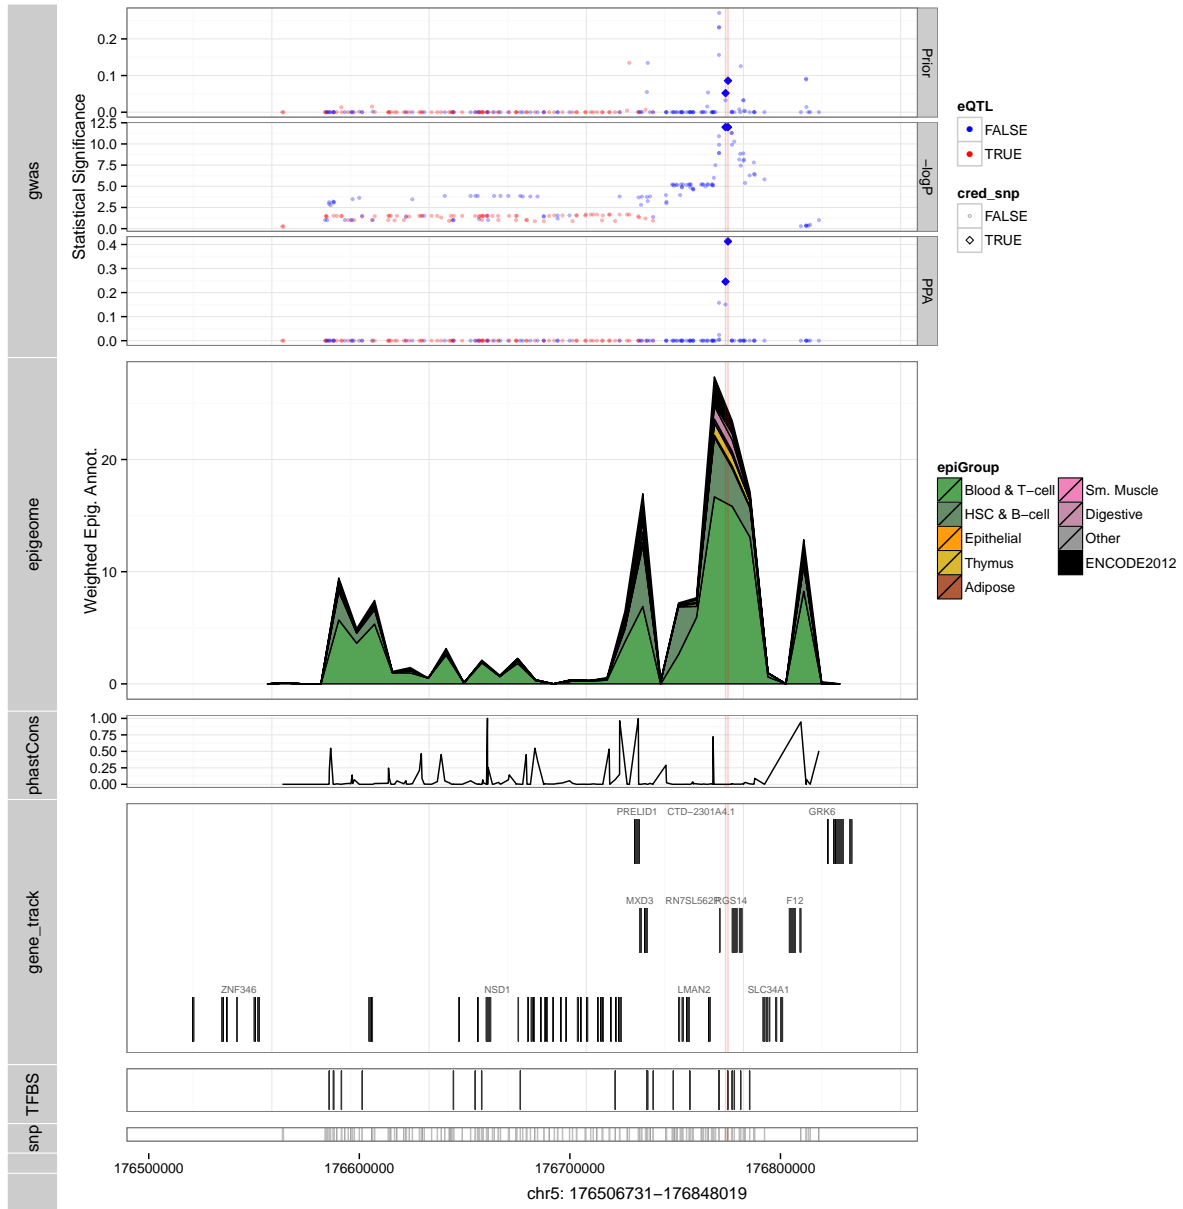 gwas
Statistical Significance
0.2
0.1
0.0
Prior
12.5
10.0
7.5
5.0
2.5
0.0
-logP
0.4
0.3
0.2
0.1
0.0
PPA
eQTL
FALSE
TRUE
cred_snp
FALSE
TRUE
epigeome
Weighted Epig. Annot.
20
10
0
epiGroup
Blood & T-cell
HSC & B-cell
Epithelial
Thymus
Adipose
Sm. Muscle
Digestive
Other
ENCODE2012
phastCons
1.00
0.75
0.50
0.25
0.00
gene_track
PRELID1 CTD-2301A4.1 GRK6
MXD3 RN7SL562P RGS14 F12
ZNF346 NSD1 LMAN2 SLC34A1
TFBS
snp
176500000 176600000 176700000 176800000
chr5: 176506731-176848019